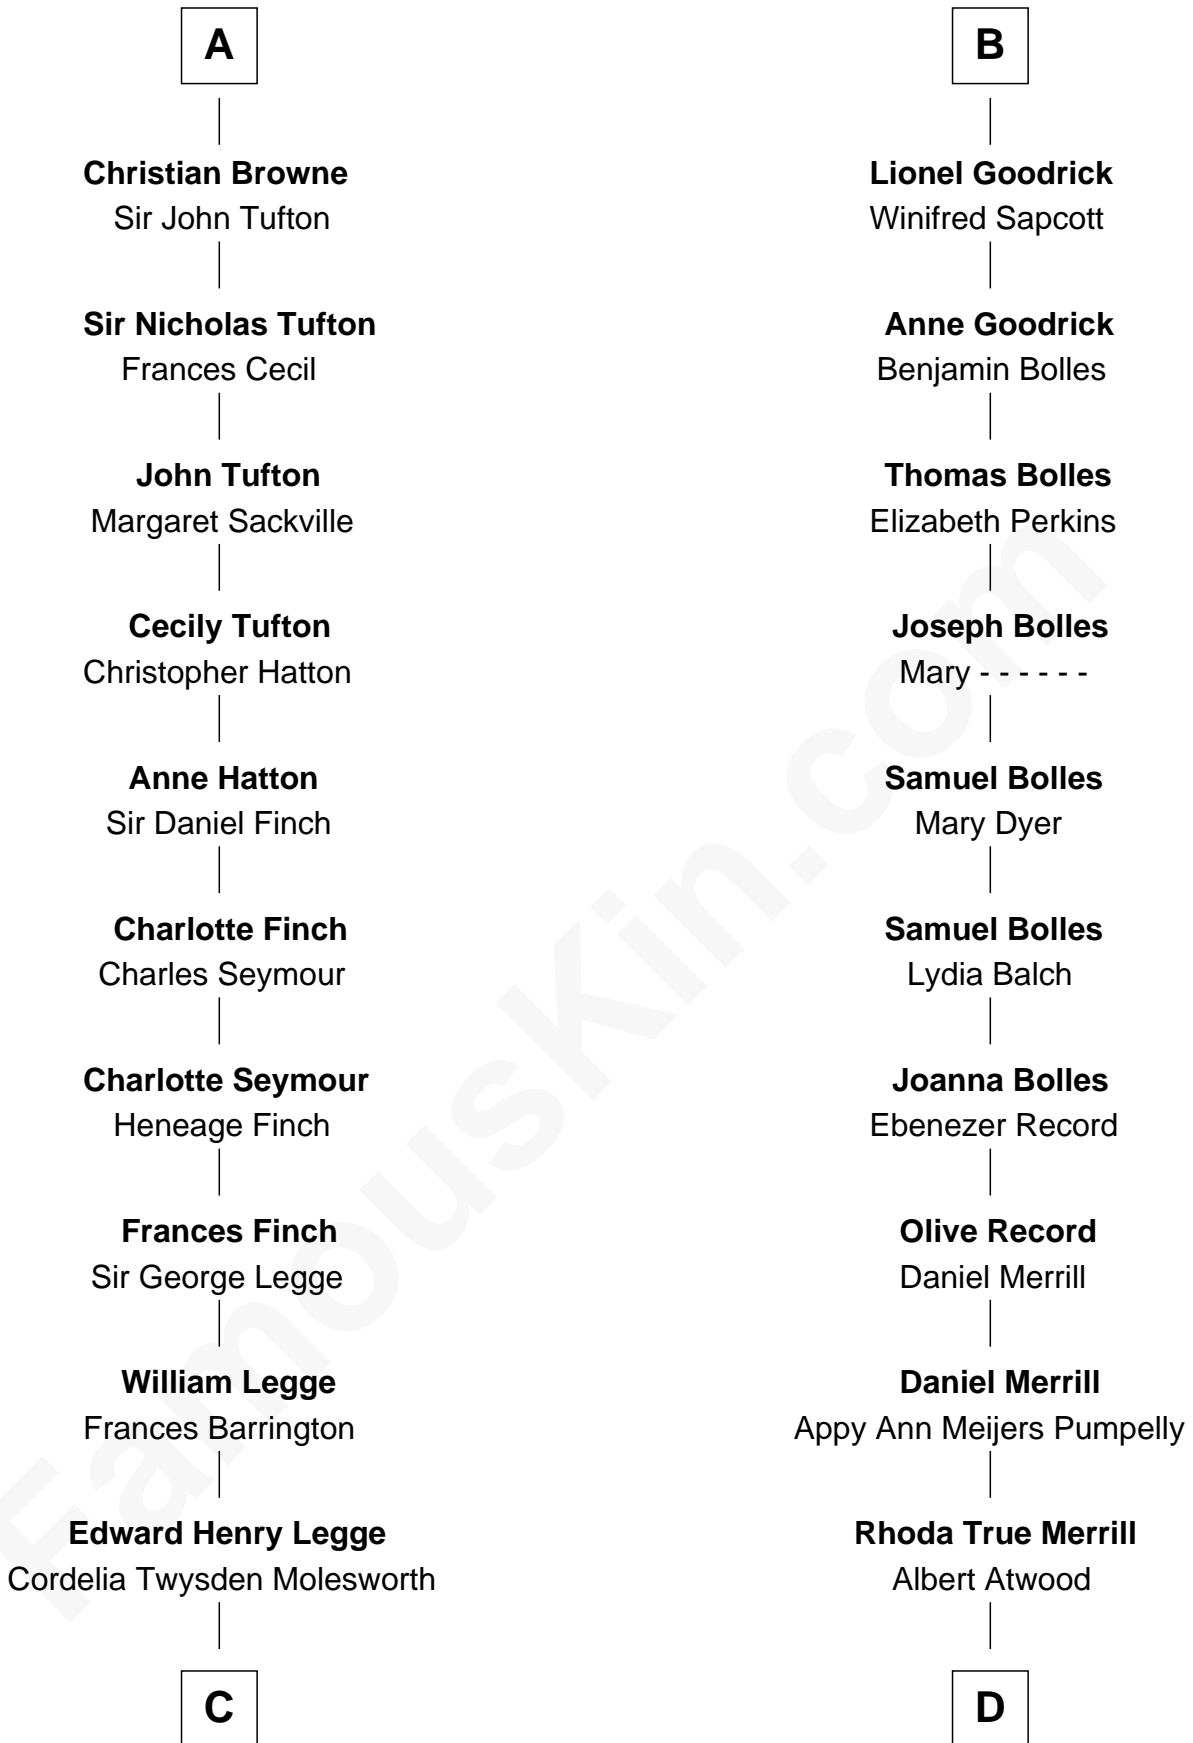 A
Christian Browne
Sir John Tufton
Sir Nicholas Tufton
Frances Cecil
John Tufton
Margaret Sackville
Cecily Tufton
Christopher Hatton
Anne Hatton
Sir Daniel Finch
Charlotte Finch
Charles Seymour
Charlotte Seymour
Heneage Finch
Frances Finch
Sir George Legge
William Legge
Frances Barrington
Edward Henry Legge
Cordelia Twysden Molesworth
C
B
Lionel Goodrick
Winifred Sapcott
Anne Goodrick
Benjamin Bolles
Thomas Bolles
Elizabeth Perkins
Joseph Bolles
Mary - - - - - -
Samuel Bolles
Mary Dyer
Samuel Bolles
Lydia Balch
Joanna Bolles
Ebenezer Record
Olive Record
Daniel Merrill
Daniel Merrill
Appy Ann Meijers Pumpelly
Rhoda True Merrill
Albert Atwood
D
FamousKin.com